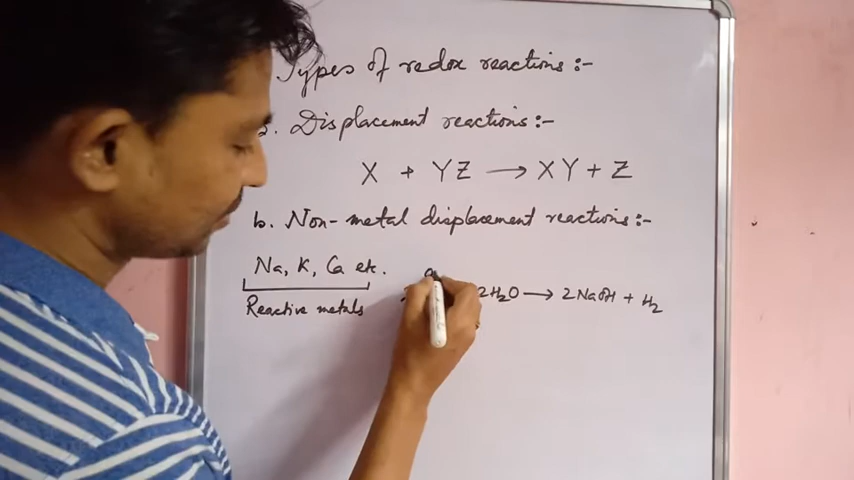 Types of redox reactions :-
. Displacement reactions :-
X + YZ → XY + Z
b. Non-metal displacement reactions :-
Na, K, Ca etc.
2H₂O → 2NaOH + H₂
Reactive metals